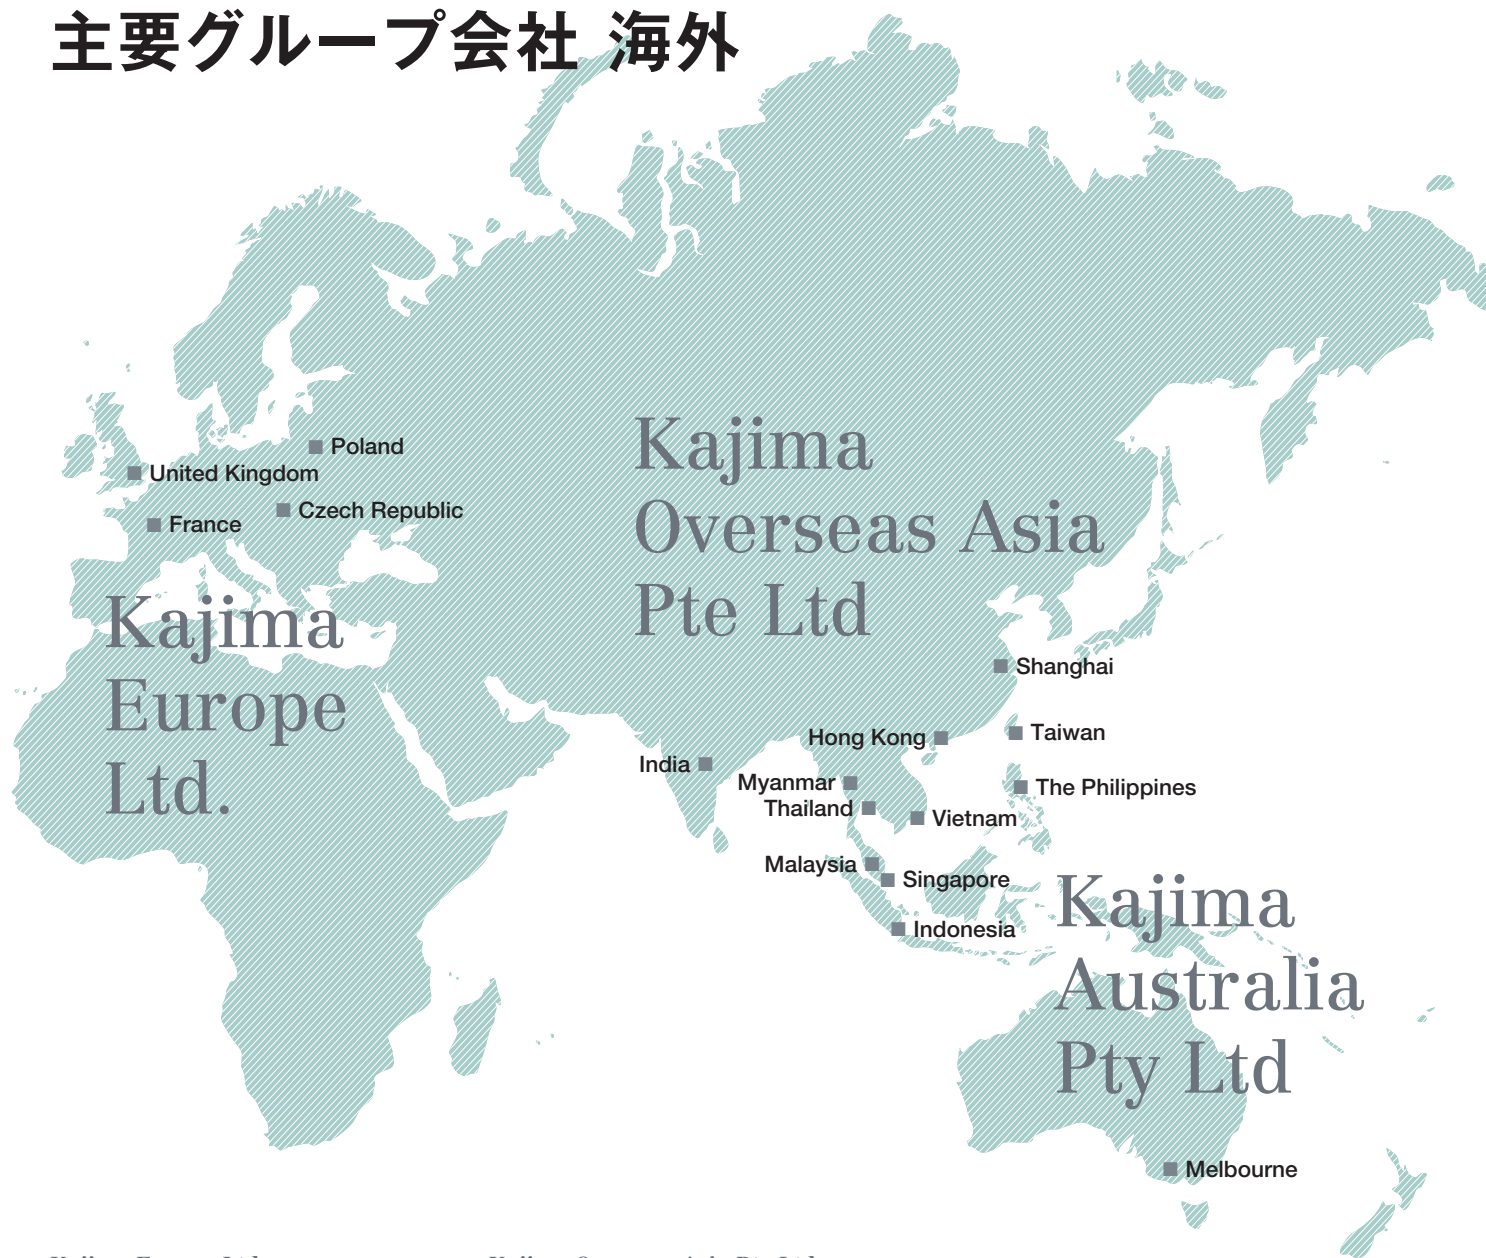 主要グループ会社 海外
Poland
United Kingdom
Czech Republic
France
Kajima
Europe
Ltd.
Kajima
Overseas Asia
Pte Ltd
Shanghai
Taiwan
Hong Kong
India
Myanmar
The Philippines
Thailand
Vietnam
Malaysia
Singapore
Indonesia
Kajima
Australia
Pty Ltd
Melbourne